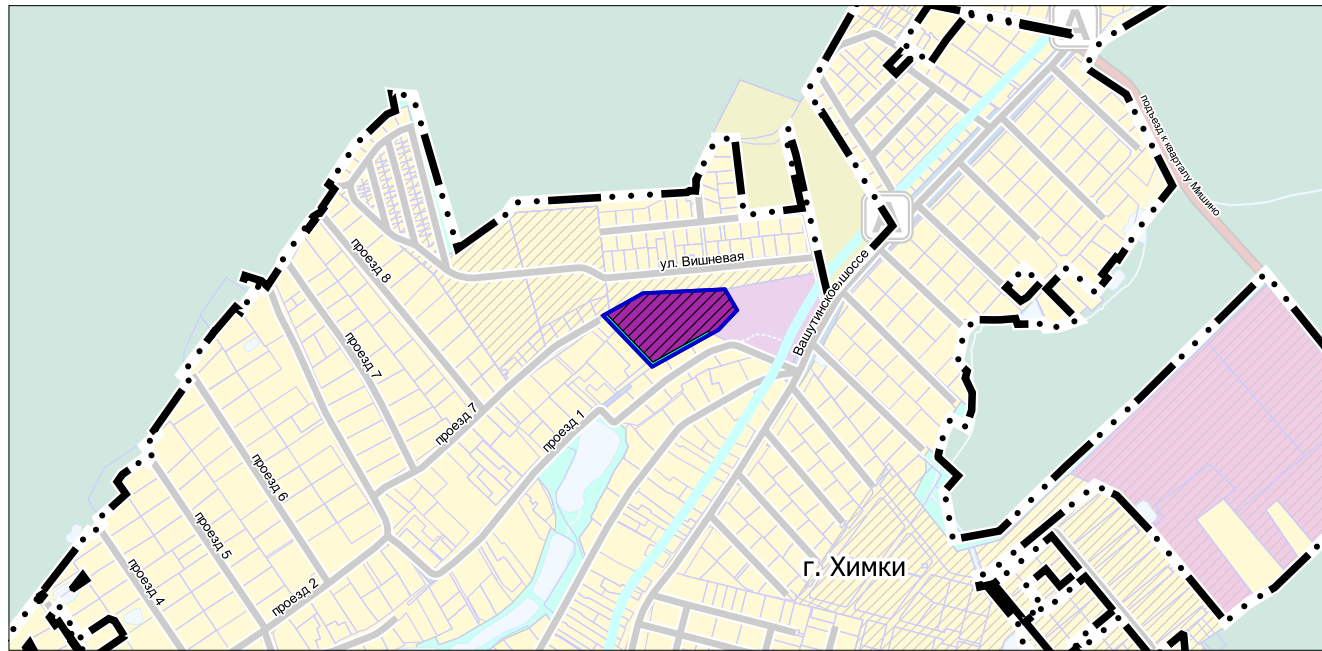 А
подъезд к кварталу Мишино
А
ул. Вишневая
Вашутинское шоссе
проезд 8
проезд 7
проезд 7
проезд 1
проезд 6
проезд 5
проезд 4
проезд 2
г. Химки